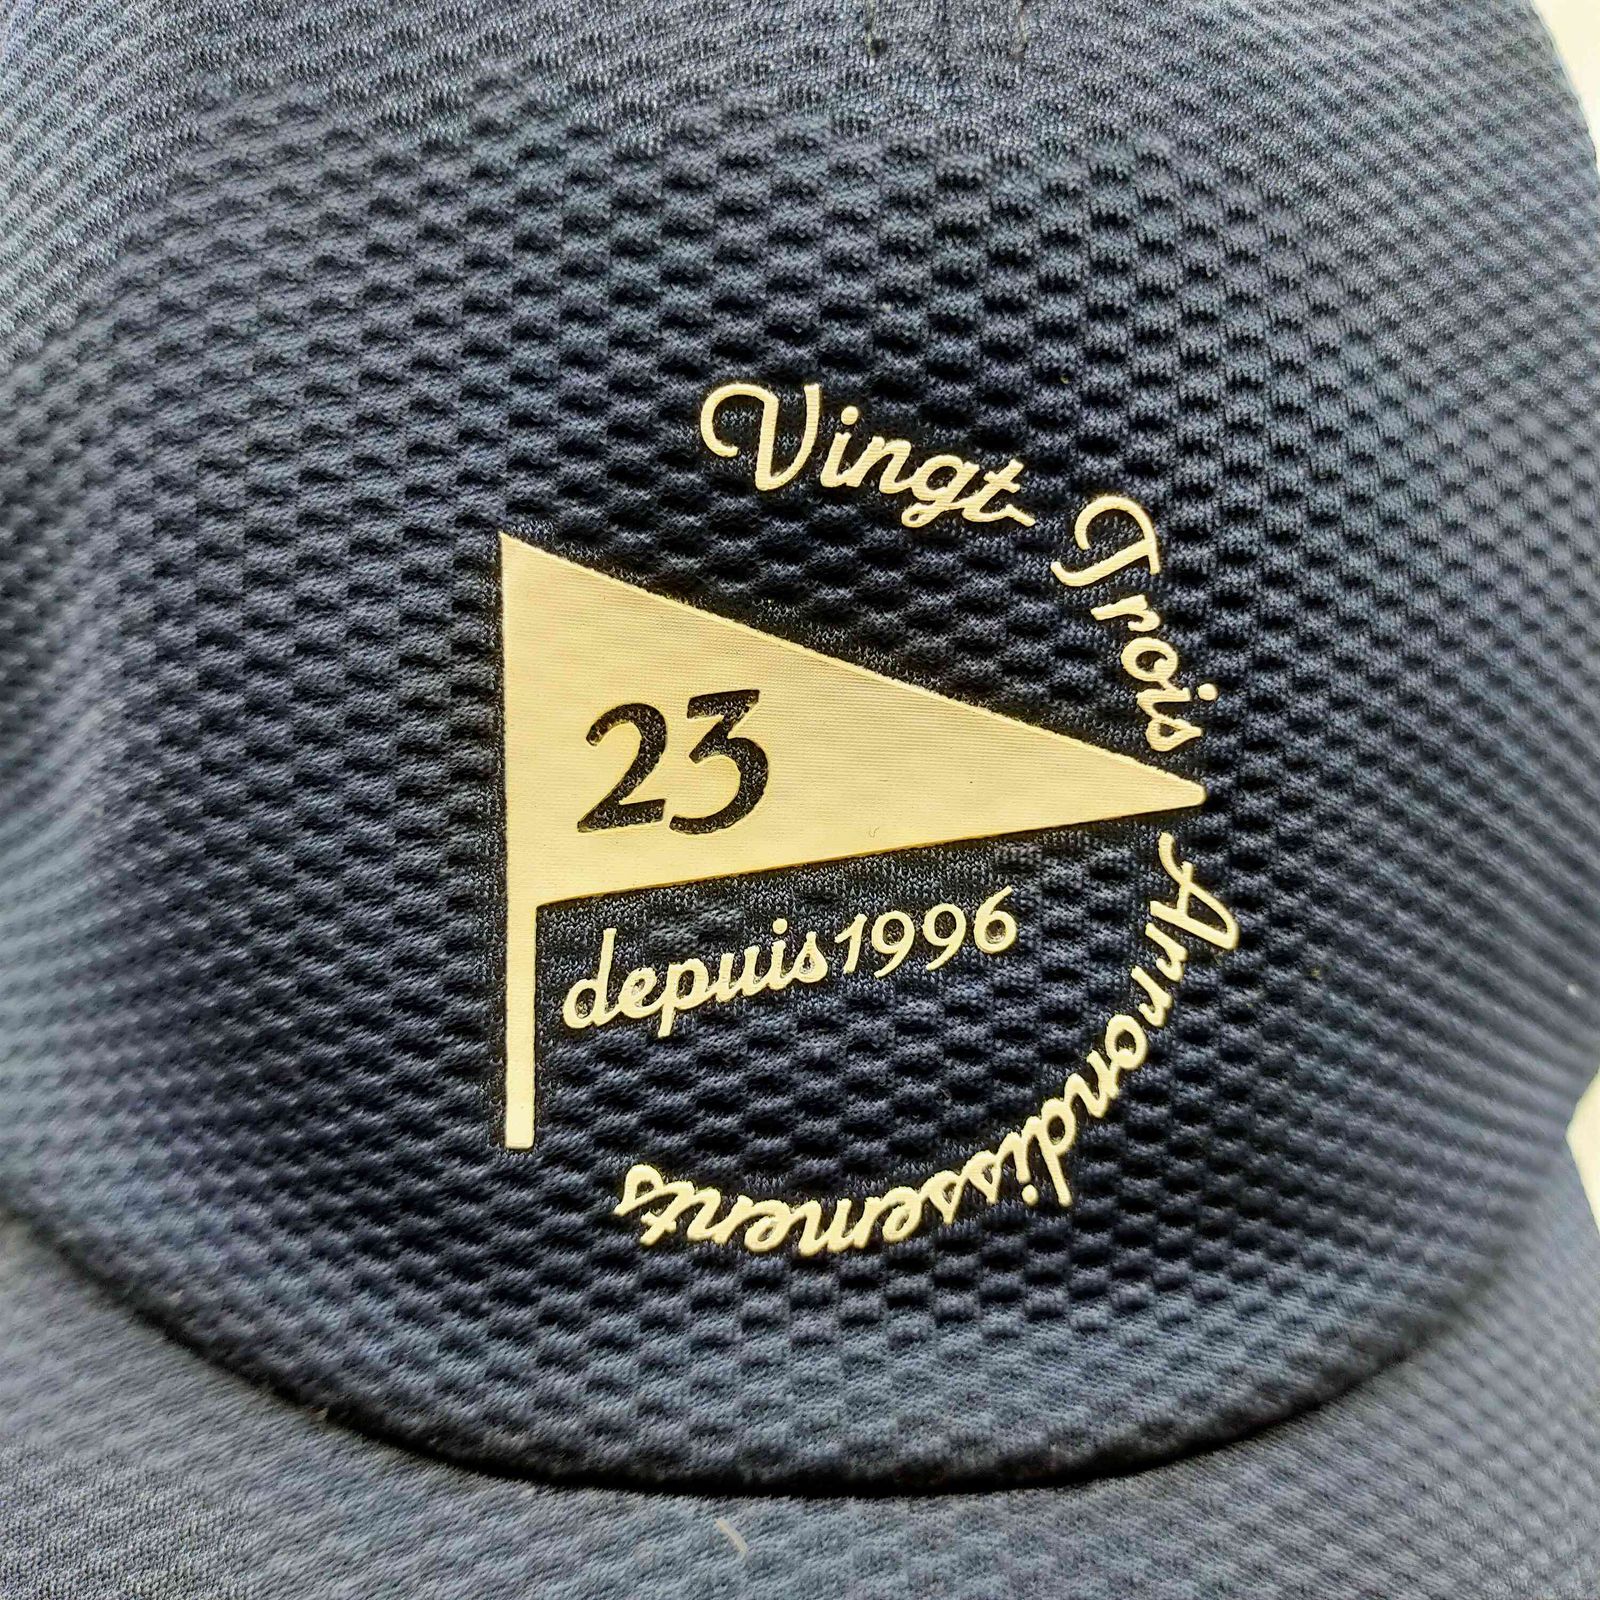 Vingt-Trois Arrondissements
23
depuis 1996